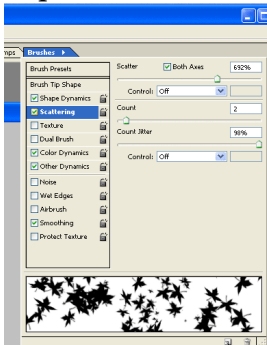 mps Brushes
Brush Presets
Brush Tip Shape
Shape Dynamics
Scattering
Texture
Dual Brush
Color Dynamics
Other Dynamics
Noise
Wet Edges
Airbrush
Smoothing
Protect Texture
Scatter Both Axes 692%
Control: Off
Count 2
Count Jitter 98%
Control: Off